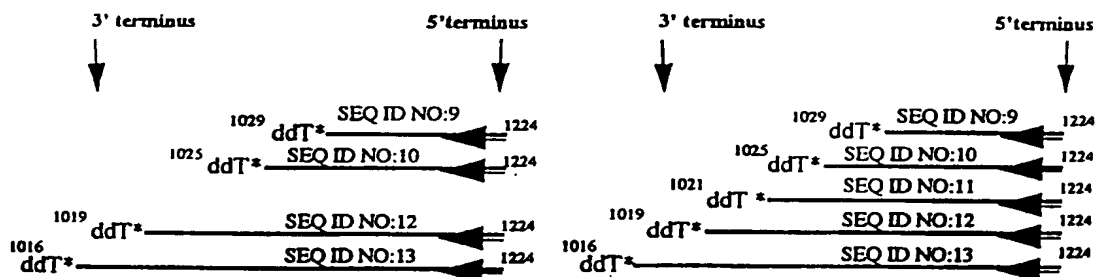 3' terminus 5' terminus
SEQ ID NO:9
1029 ddT* 1224
1025 ddT* SEQ ID NO:10 1224
1019 ddT* SEQ ID NO:12 1224
1016 ddT* SEQ ID NO:13 1224
3' terminus 5' terminus
1029 ddT* SEQ ID NO:9 1224
1025 ddT* SEQ ID NO:10 1224
1021 ddT* SEQ ID NO:11 1224
1019 ddT* SEQ ID NO:12 1224
1016 ddT* SEQ ID NO:13 1224